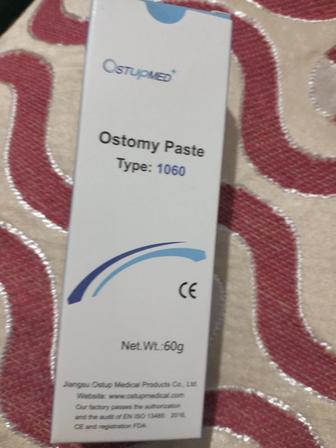 OSTUPMED+
Ostomy Paste
Type: 1060
CE
Net.Wt.:60g
Jiangsu Ostup Medical Products Co., Ltd.
Website: www.ostupmedical.com
Our factory passes the authorization
and the audit of EN ISO 13485: 2016,
CE and registration FDA